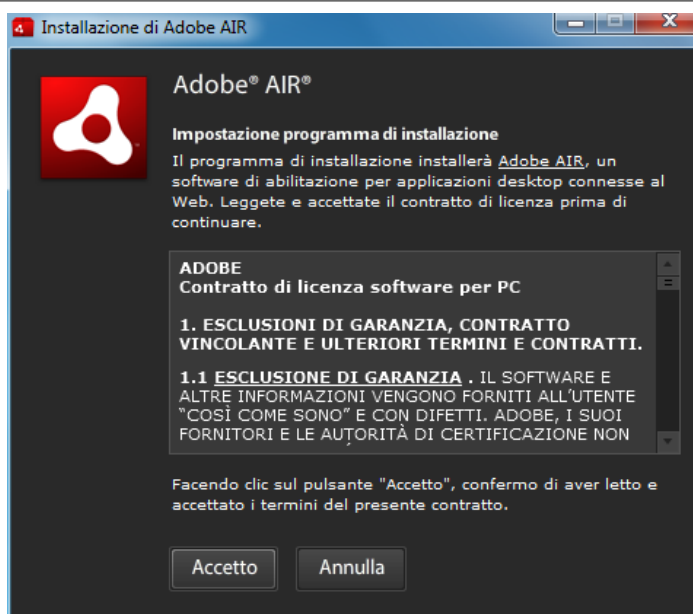 Installazione di Adobe AIR
Adobe® AIR®
Impostazione programma di installazione
Il programma di installazione installerà Adobe AIR, un
software di abilitazione per applicazioni desktop connesse al
Web. Leggete e accettate il contratto di licenza prima di
continuare.
ADOBE
Contratto di licenza software per PC
1. ESCLUSIONI DI GARANZIA, CONTRATTO
VINCOLANTE E ULTERIORI TERMINI E CONTRATTI.
1.1 ESCLUSIONE DI GARANZIA . IL SOFTWARE E
ALTRE INFORMAZIONI VENGONO FORNITI ALL'UTENTE
"COSÌ COME SONO" E CON DIFETTI. ADOBE, I SUOI
FORNITORI E LE AUTORITÀ DI CERTIFICAZIONE NON
Facendo clic sul pulsante "Accetto", confermo di aver letto e
accettato i termini del presente contratto.
Accetto Annulla